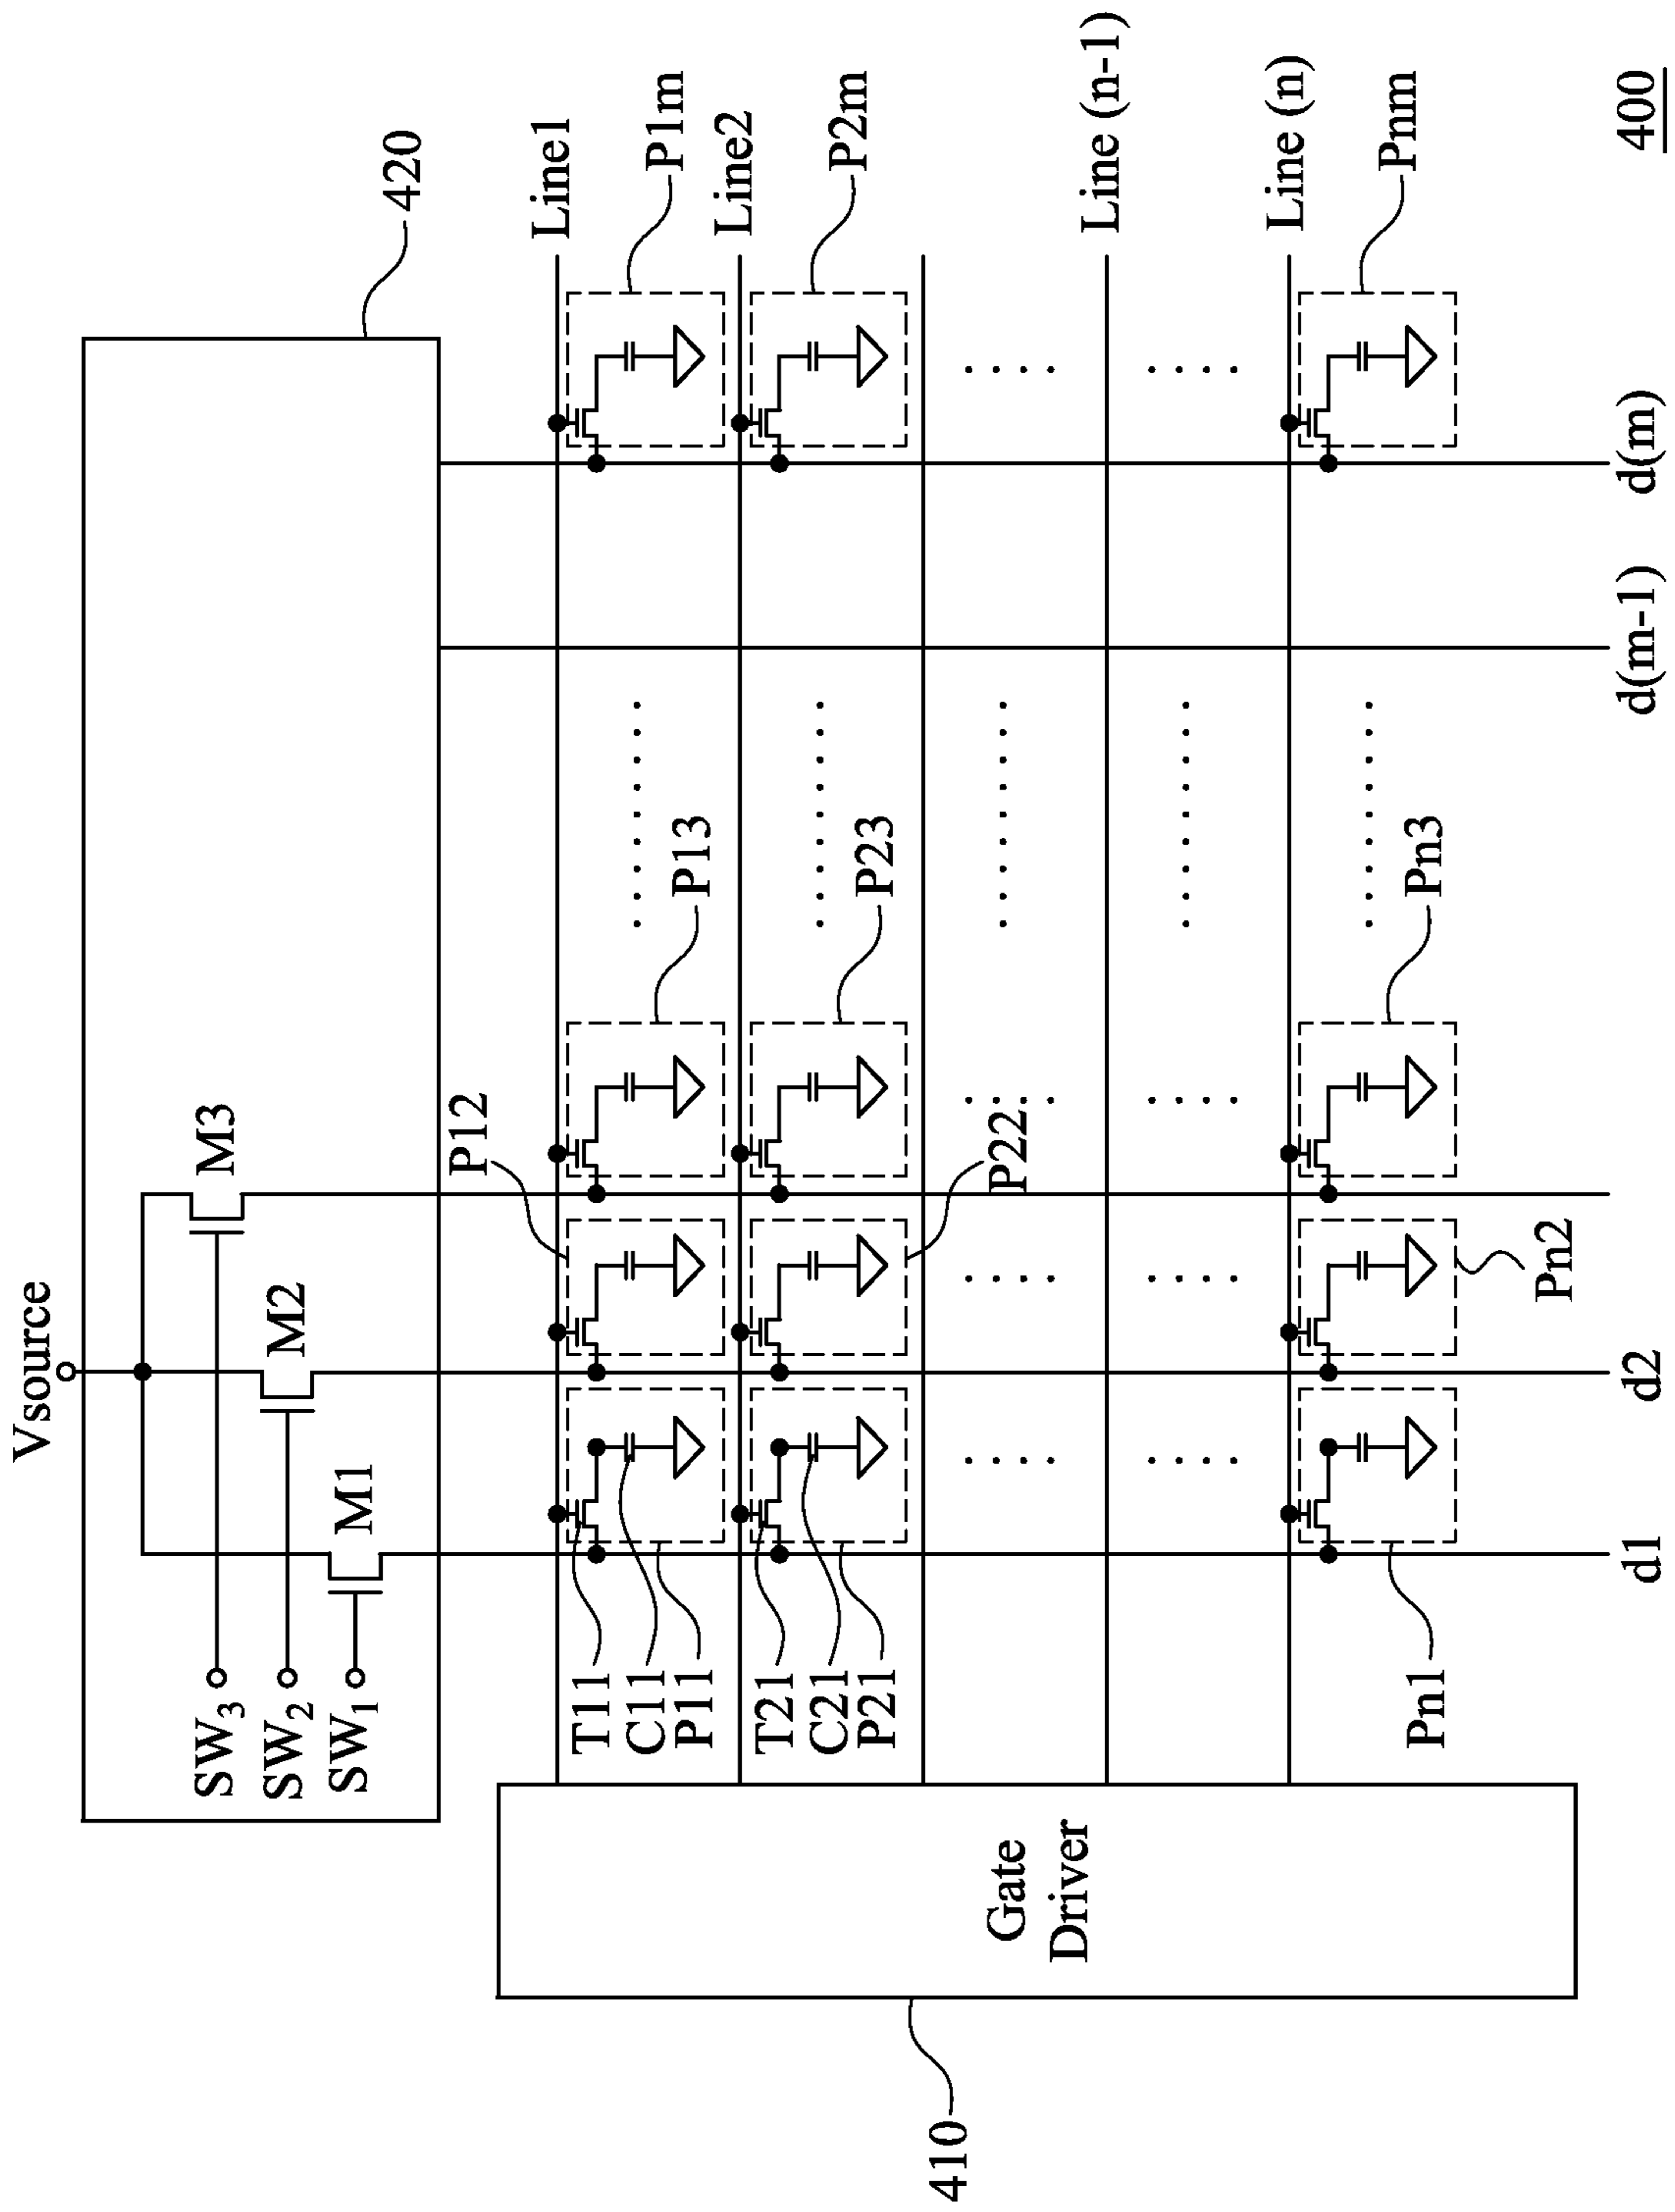 Vsource
420
M3
M2
M1
SW3
SW2
SW1
P12
Line1
P13
P1m
T11
C11
P11
Line2
P23
P2m
T21
C21
P21
P22
Line (n-1)
Line (n)
Pn3
Pnm
Pn1
Pn2
Gate
Driver
410
d1
d2
d(m-1)
d(m)
400